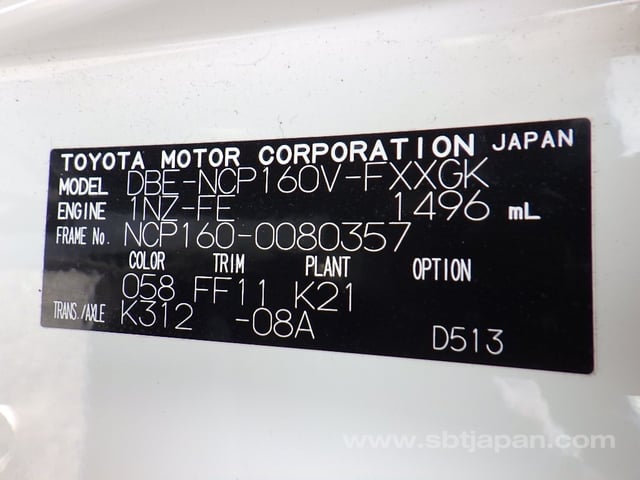 TOYOTA MOTOR CORPORATION JAPAN
MODEL DBE-NCP160V-FXXGK
ENGINE 1NZ-FE 1496 mL
FRAME No. NCP160-0080357
COLOR TRIM PLANT OPTION
058 FF11 K21
TRANS./AXLE K312 -08A
D513
www.sbtjapan.com